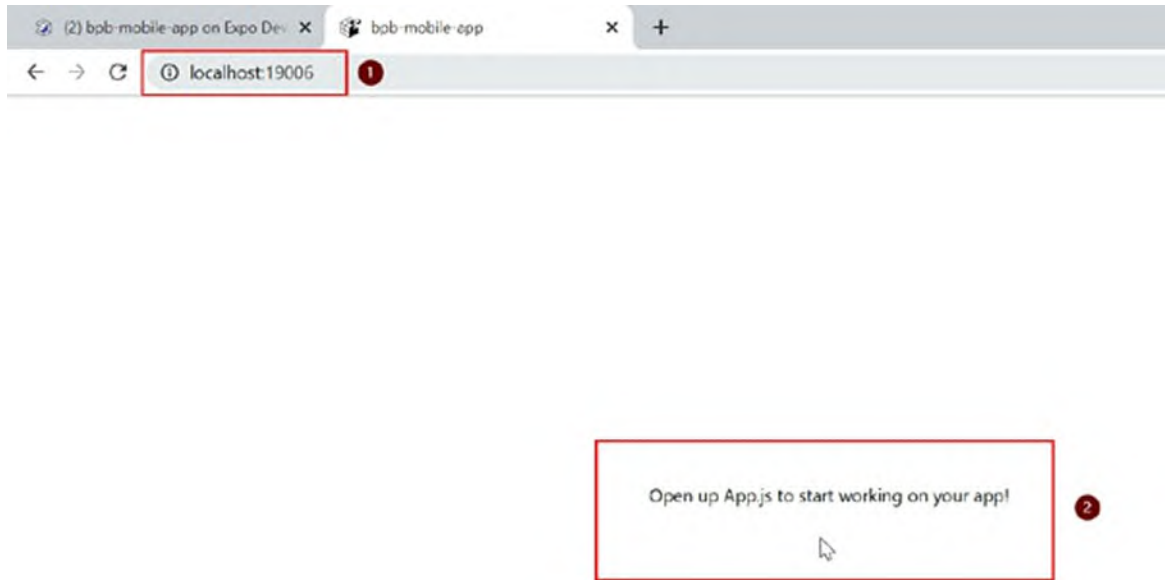 (2) bpb-mobile-app on Expo Dev
bpb-mobile-app
localhost:19006
1
Open up App.js to start working on your app!
2